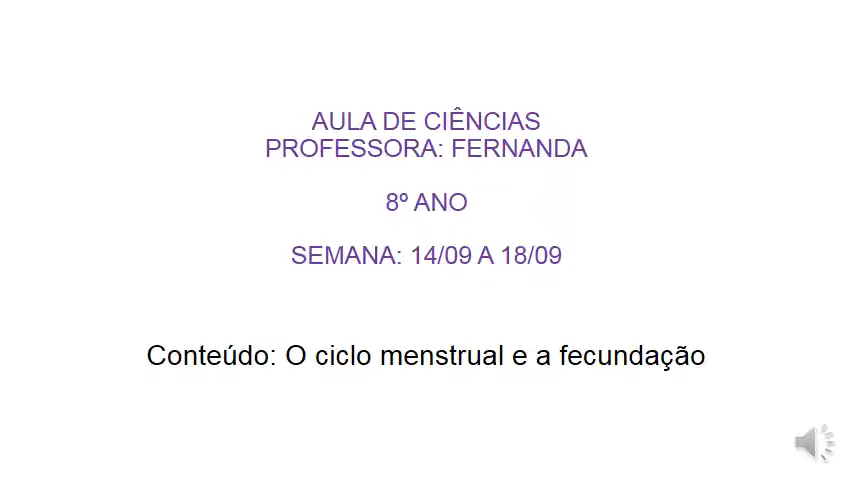 AULA DE CIÊNCIAS
PROFESSORA: FERNANDA
8º ANO
SEMANA: 14/09 A 18/09
Conteúdo: O ciclo menstrual e a fecundação